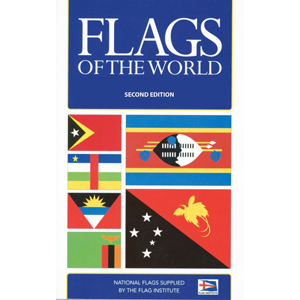 FLAGS
OF THE WORLD
SECOND EDITION
NATIONAL FLAGS SUPPLIED
BY THE FLAG INSTITUTE